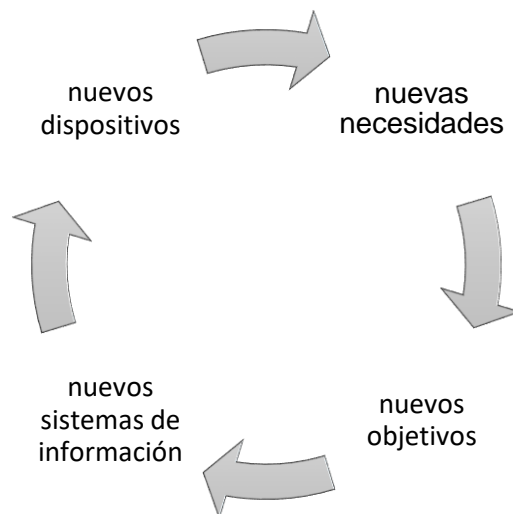 nuevos
dispositivos
nuevas
necesidades
nuevos
objetivos
nuevos
sistemas de
información